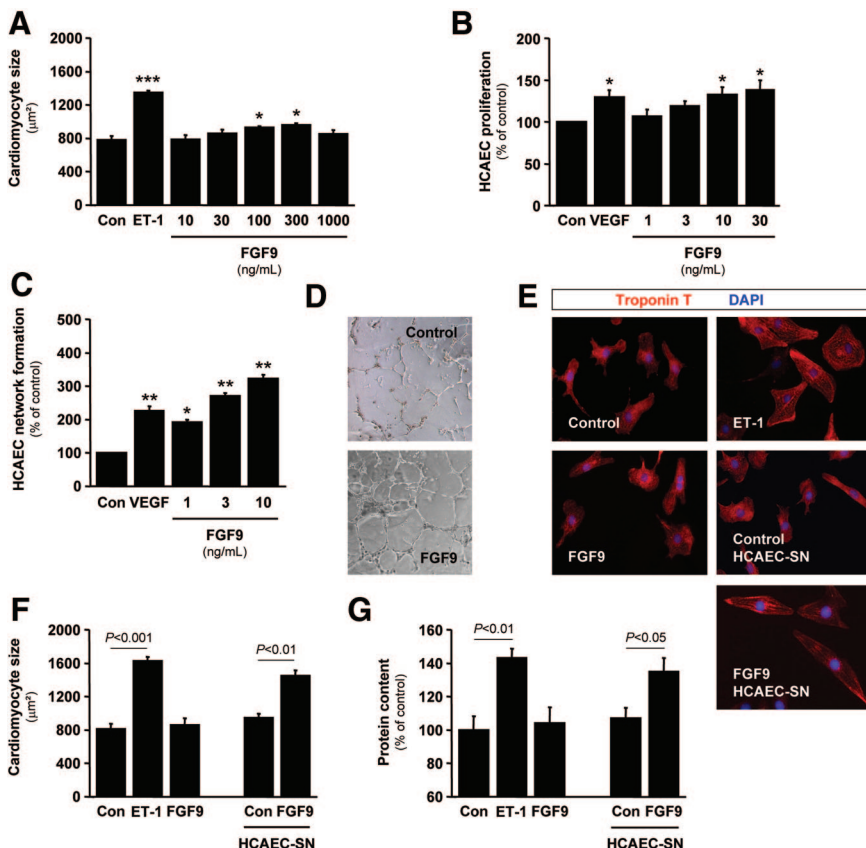 A
Cardiomyocyte size
(µm²)
2000
1600
1200
800
400
0
***
*
*
Con ET-1 10 30 100 300 1000
FGF9
(ng/mL)
B
HCAEC proliferation
(% of control)
200
150
100
50
0
*
*
*
Con VEGF 1 3 10 30
FGF9
(ng/mL)
C
HCAEC network formation
(% of control)
500
400
300
200
100
0
**
*
**
**
Con VEGF 1 3 10
FGF9
(ng/mL)
D
Control
FGF9
E
Troponin T DAPI
Control
ET-1
FGF9
Control
HCAEC-SN
FGF9
HCAEC-SN
F
Cardiomyocyte size
(µm²)
2000
1600
1200
800
400
0
P<0.001
P<0.01
Con ET-1 FGF9 Con FGF9
HCAEC-SN
G
Protein content
(% of control)
160
140
120
100
80
60
P<0.01
P<0.05
Con ET-1 FGF9 Con FGF9
HCAEC-SN